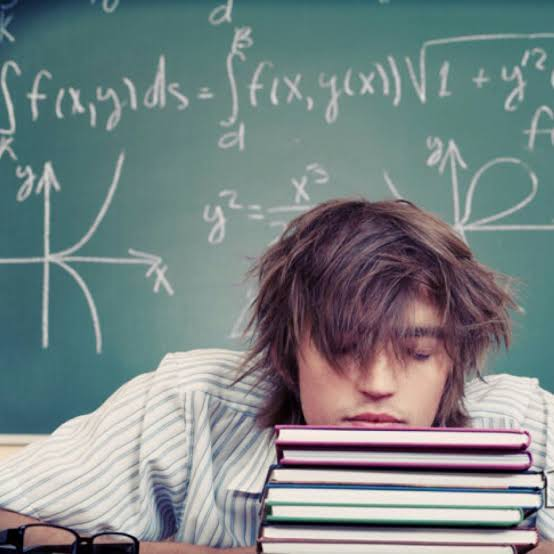 ∫ f(x,y)ds = ∫ f(x, y(x))√1 + y'²
β
d
y
x
y² = x³
y